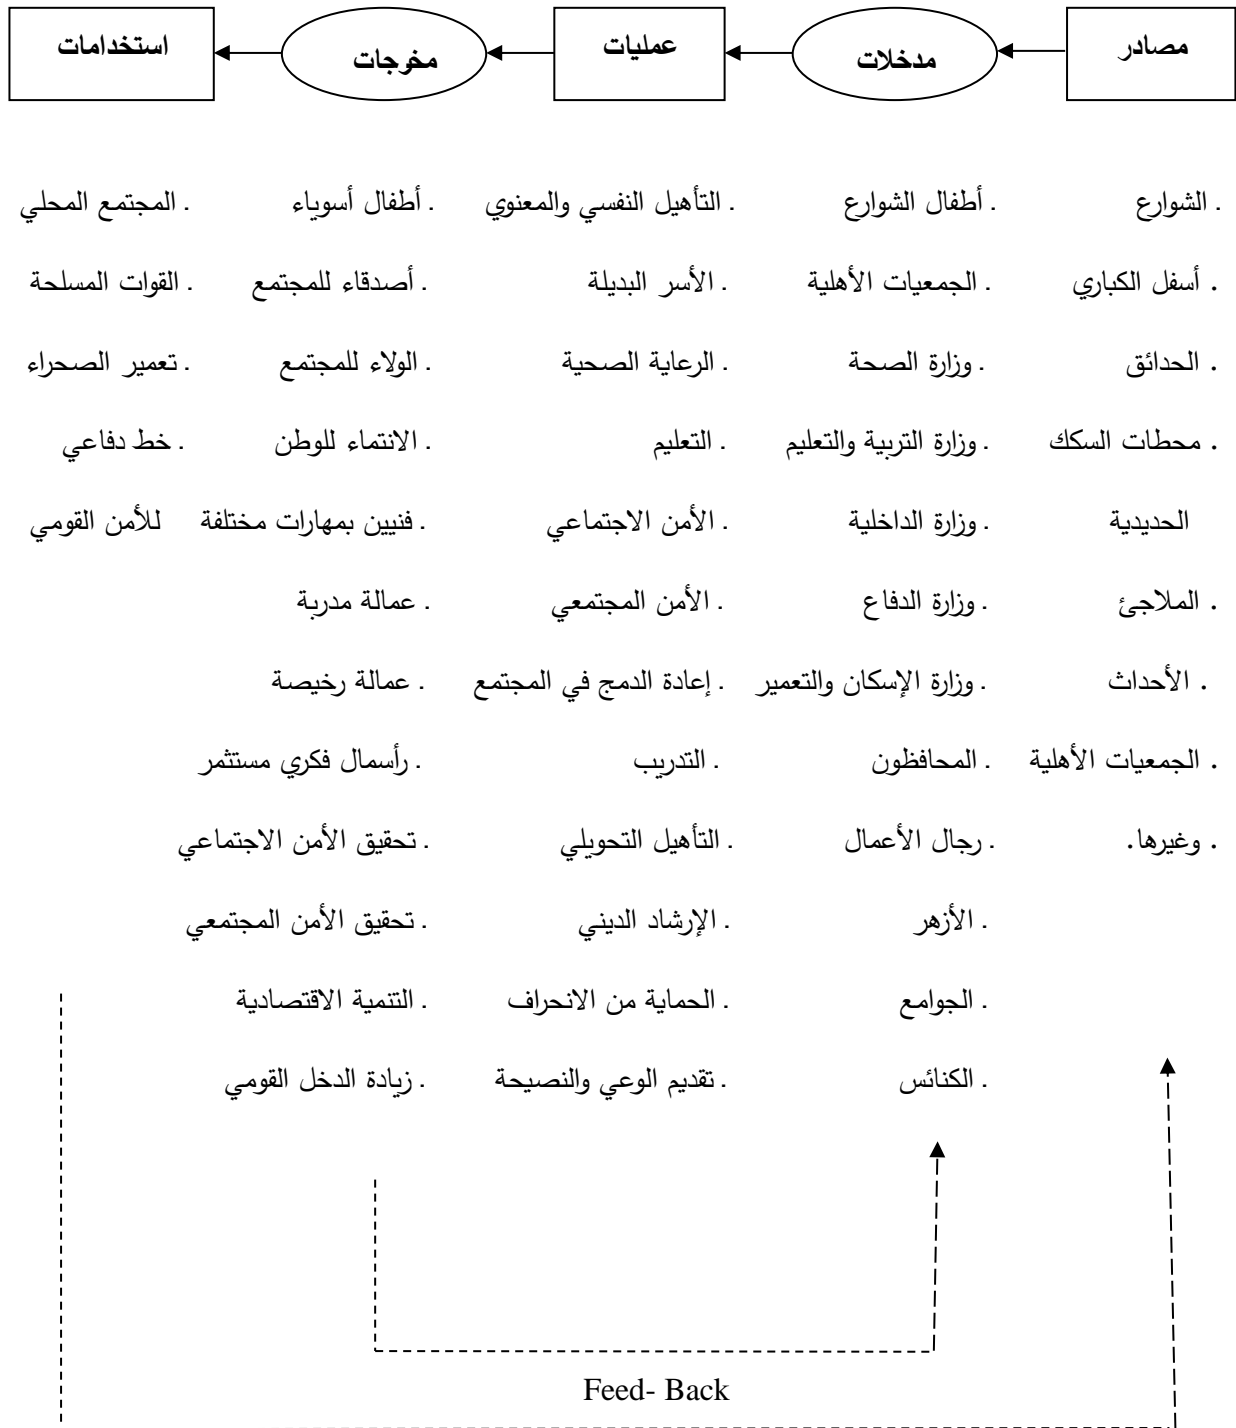 مصادر مدخلات عمليات مخرجات استخدامات
. الشوارع . أطفال الشوارع . التأهيل النفسي والمعنوي . أطفال أسوياء . المجتمع المحلي
. أسفل الكباري . الجمعيات الأهلية . الأسر البديلة . أصدقاء للمجتمع . القوات المسلحة
. الحدائق . وزارة الصحة . الرعاية الصحية . الولاء للمجتمع . تعمير الصحراء
. محطات السكك . وزارة التربية والتعليم . التعليم . الانتماء للوطن . خط دفاعي
الحديدية . وزارة الداخلية . الأمن الاجتماعي . فنيين بمهارات مختلفة للأمن القومي
. الملاجئ . وزارة الدفاع . الأمن المجتمعي . عمالة مدربة
. الأحداث . وزارة الإسكان والتعمير . إعادة الدمج في المجتمع . عمالة رخيصة
. الجمعيات الأهلية . المحافظون . التدريب . رأسمال فكري مستثمر
. وغيرها. . رجال الأعمال . التأهيل التحويلي . تحقيق الأمن الاجتماعي
. الأزهر . الإرشاد الديني . تحقيق الأمن المجتمعي
. الجوامع . الحماية من الانحراف . التنمية الاقتصادية
. الكنائس . تقديم الوعي والنصيحة . زيادة الدخل القومي
Feed- Back